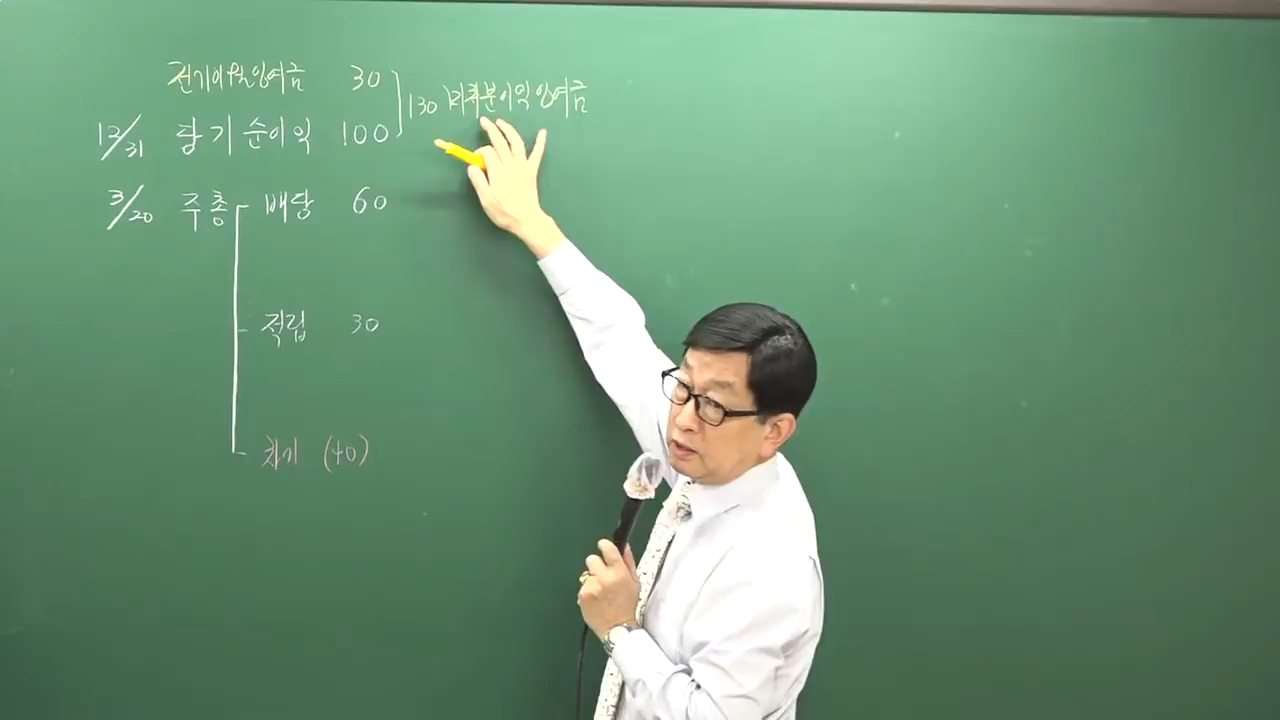 전기이월잉여금 30
130 미처분이익잉여금
12/31 당기순이익 100
3/20 주총 배당 60
적립 30
차기 (40)